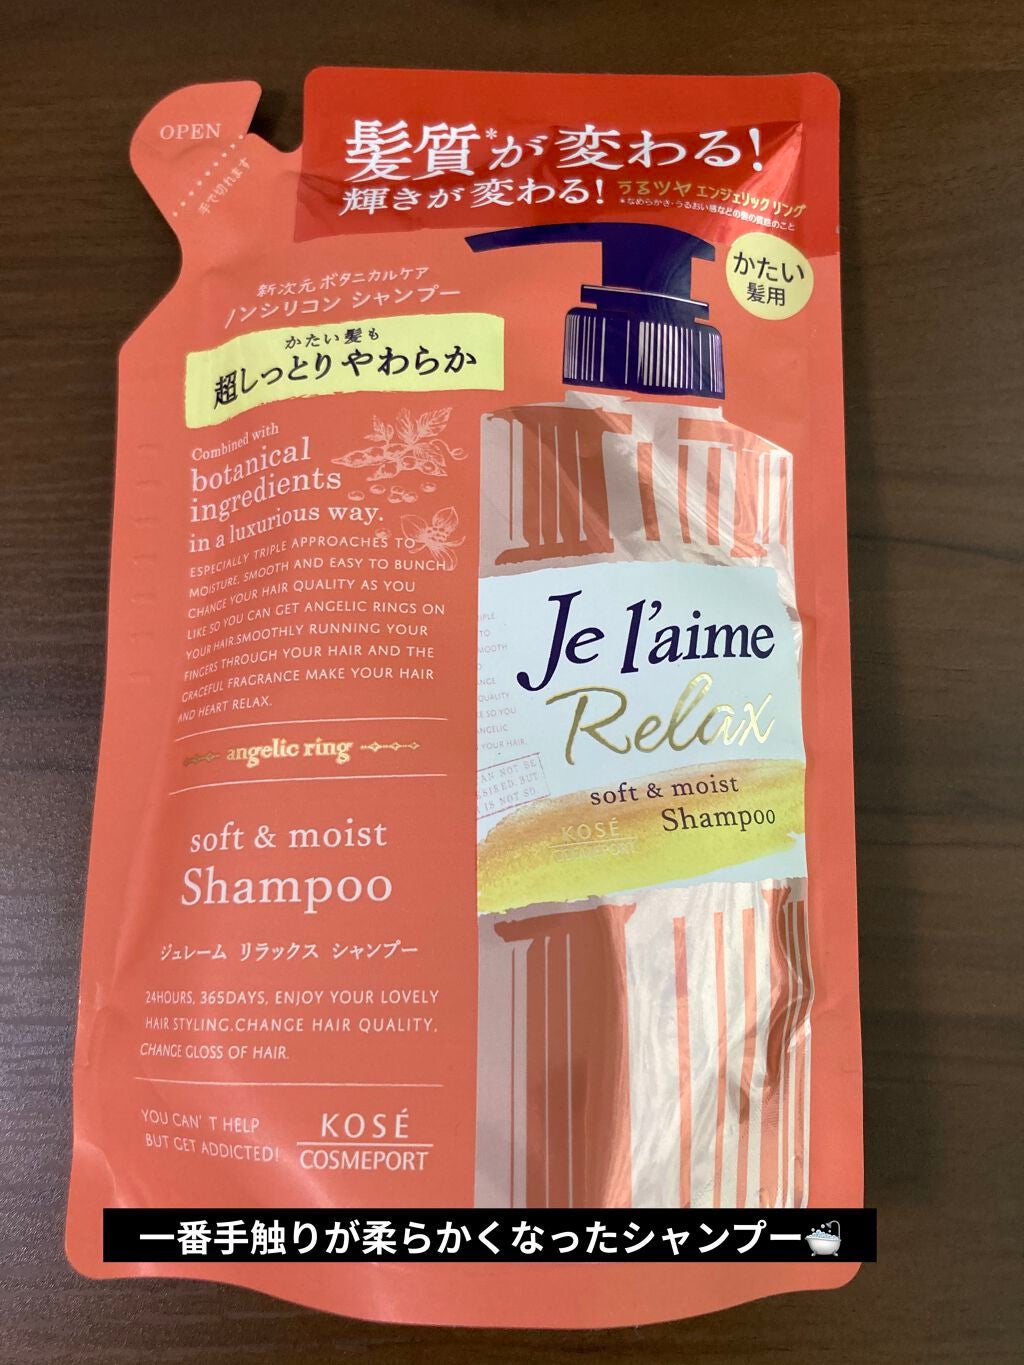 OPEN
手で切れます
髪質*が変わる!
輝きが変わる!
うるツヤ エンジェリック リング
*なめらかさ・うるおい感などの髪の質感のこと
かたい
髪用
新次元 ボタニカルケア
ノンシリコン シャンプー
かたい髪も
超しっとり やわらか
Combined with
botanical
ingredients
in a luxurious way.
ESPECIALLY TRIPLE APPROACHES TO
MOISTURE, SMOOTH AND EASY TO BUNCH
CHANGE YOUR HAIR QUALITY AS YOU
LIKE SO YOU CAN GET ANGELIC RINGS ON
YOUR HAIR.SMOOTHLY RUNNING YOUR
FINGERS THROUGH YOUR HAIR AND THE
GRACEFUL FRAGRANCE MAKE YOUR HAIR
AND HEART RELAX.
angelic ring
soft & moist
Shampoo
ジュレーム リラックス シャンプー
24HOURS, 365DAYS, ENJOY YOUR LOVELY
HAIR STYLING.CHANGE HAIR QUALITY,
CHANGE GLOSS OF HAIR.
YOU CAN'T HELP
BUT GET ADDICTED!
KOSÉ
COSMEPORT
Je l'aime
Relax
soft & moist
Shampoo
KOSÉ
COSMEPORT
一番手触りが柔らかくなったシャンプー🛁